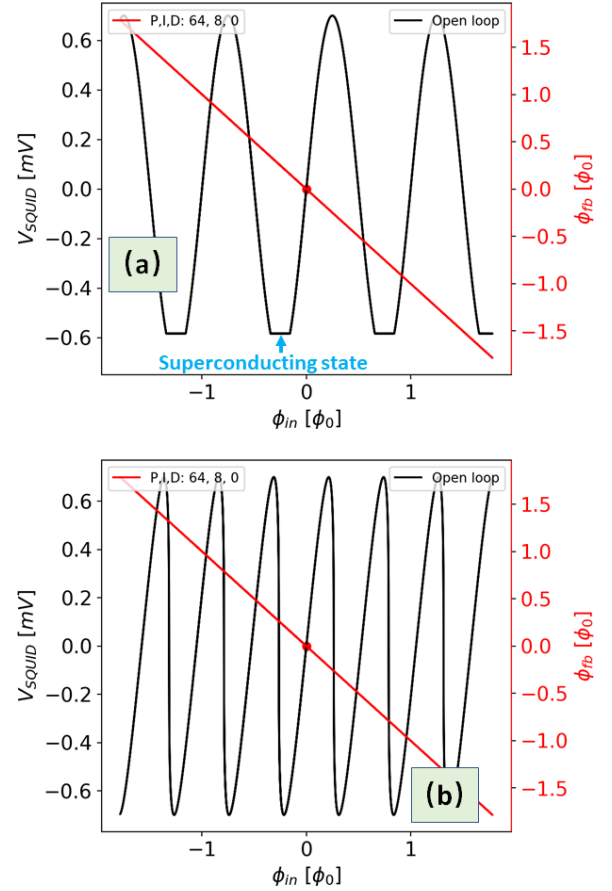 P,I,D: 64, 8, 0
Open loop
0.6
0.4
0.2
0.0
−0.2
−0.4
−0.6
V_SQUID [mV]
1.5
1.0
0.5
0.0
−0.5
−1.0
−1.5
ϕ_fb [ϕ_0]
(a)
Superconducting state
−1 0 1
ϕ_in [ϕ_0]
P,I,D: 64, 8, 0
Open loop
0.6
0.4
0.2
0.0
−0.2
−0.4
−0.6
V_SQUID [mV]
1.5
1.0
0.5
0.0
−0.5
−1.0
−1.5
ϕ_fb [ϕ_0]
(b)
−1 0 1
ϕ_in [ϕ_0]